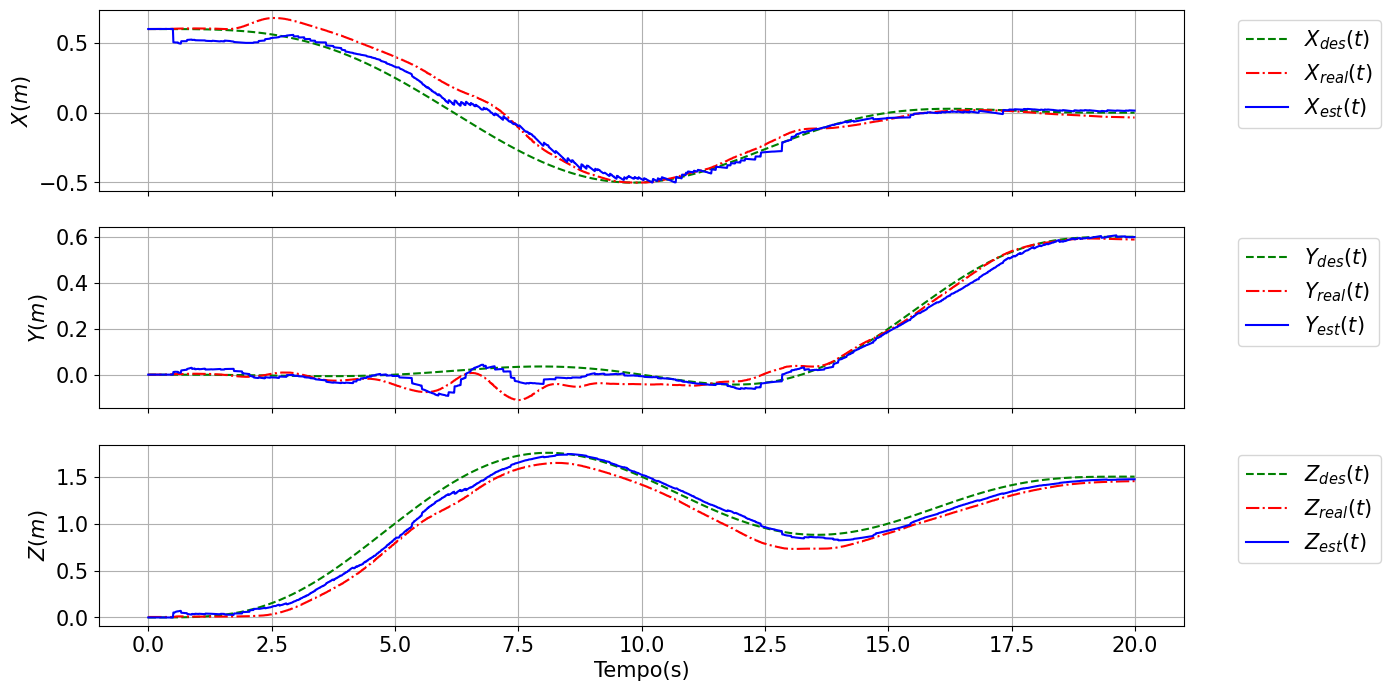 X(m)
0.5
0.0
−0.5
X_des(t)
X_real(t)
X_est(t)
Y(m)
0.6
0.4
0.2
0.0
Y_des(t)
Y_real(t)
Y_est(t)
Z(m)
1.5
1.0
0.5
0.0
Z_des(t)
Z_real(t)
Z_est(t)
0.0 2.5 5.0 7.5 10.0 12.5 15.0 17.5 20.0
Tempo(s)